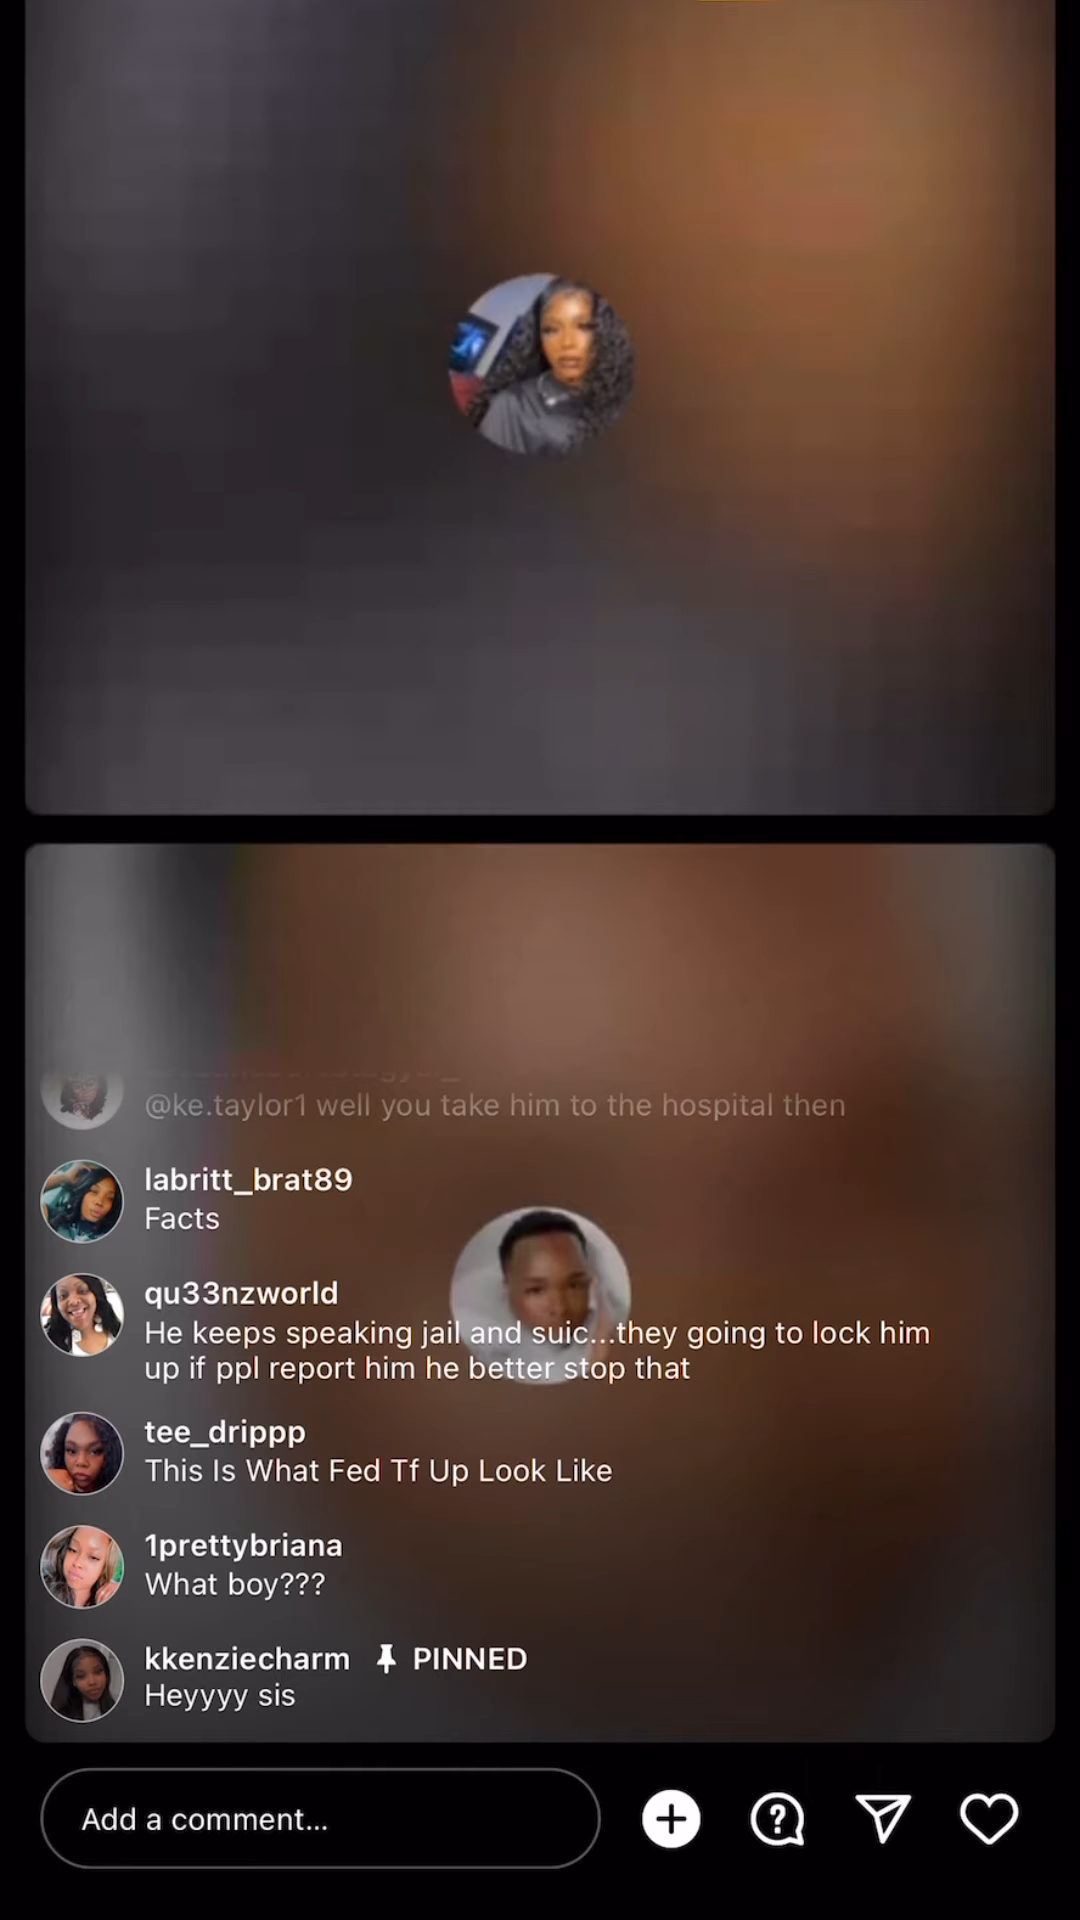 @ke.taylor1 well you take him to the hospital then
labritt_brat89
Facts
qu33nzworld
He keeps speaking jail and suic...they going to lock him
up if ppl report him he better stop that
tee_drippp
This Is What Fed Tf Up Look Like
1prettybriana
What boy???
kkenziecharm PINNED
Heyyyy sis
Add a comment...